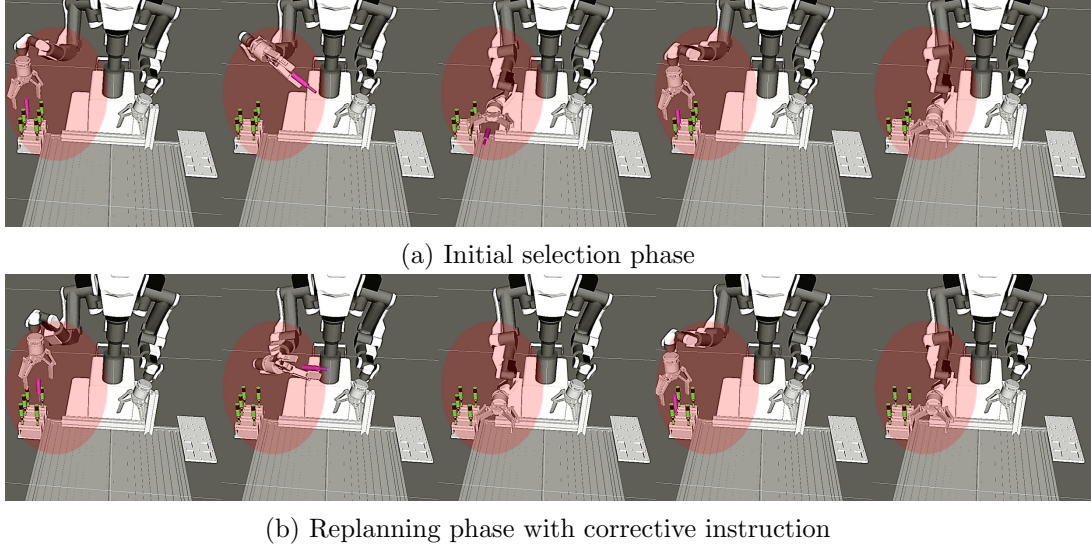 (a) Initial selection phase
(b) Replanning phase with corrective instruction